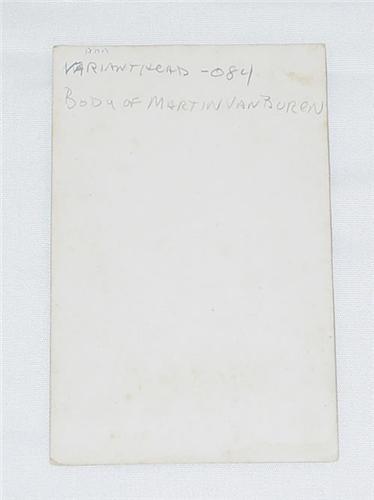 VARIANT HEAD -084
BODY OF MARTIN VAN BUREN